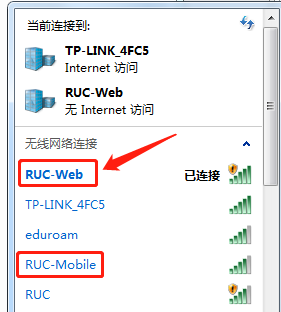 当前连接到:
TP-LINK_4FC5
Internet 访问
RUC-Web
无 Internet 访问
无线网络连接
RUC-Web 已连接
TP-LINK_4FC5
eduroam
RUC-Mobile
RUC